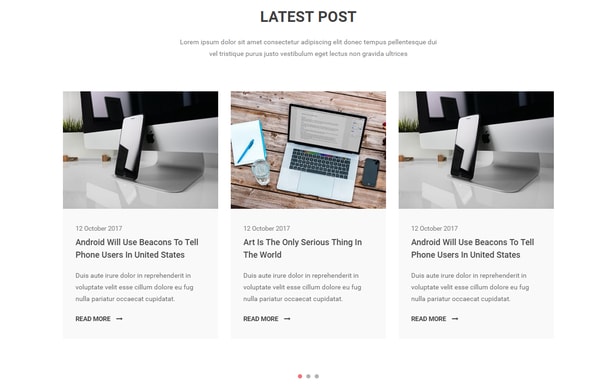 LATEST POST
Lorem ipsum dolor sit amet consectetur adipiscing elit donec tempus pellentesque dui
vel tristique purus justo vestibulum eget lectus non gravida ultrices
12 October 2017
Android Will Use Beacons To Tell
Phone Users In United States
Duis aute irure dolor in reprehenderit in
voluptate velit esse cillum dolore eu fug
nulla pariatur occaecat cupidatat.
READ MORE
12 October 2017
Art Is The Only Serious Thing In
The World
Duis aute irure dolor in reprehenderit in
voluptate velit esse cillum dolore eu fug
nulla pariatur occaecat cupidatat.
READ MORE
12 October 2017
Android Will Use Beacons To Tell
Phone Users In United States
Duis aute irure dolor in reprehenderit in
voluptate velit esse cillum dolore eu fug
nulla pariatur occaecat cupidatat.
READ MORE